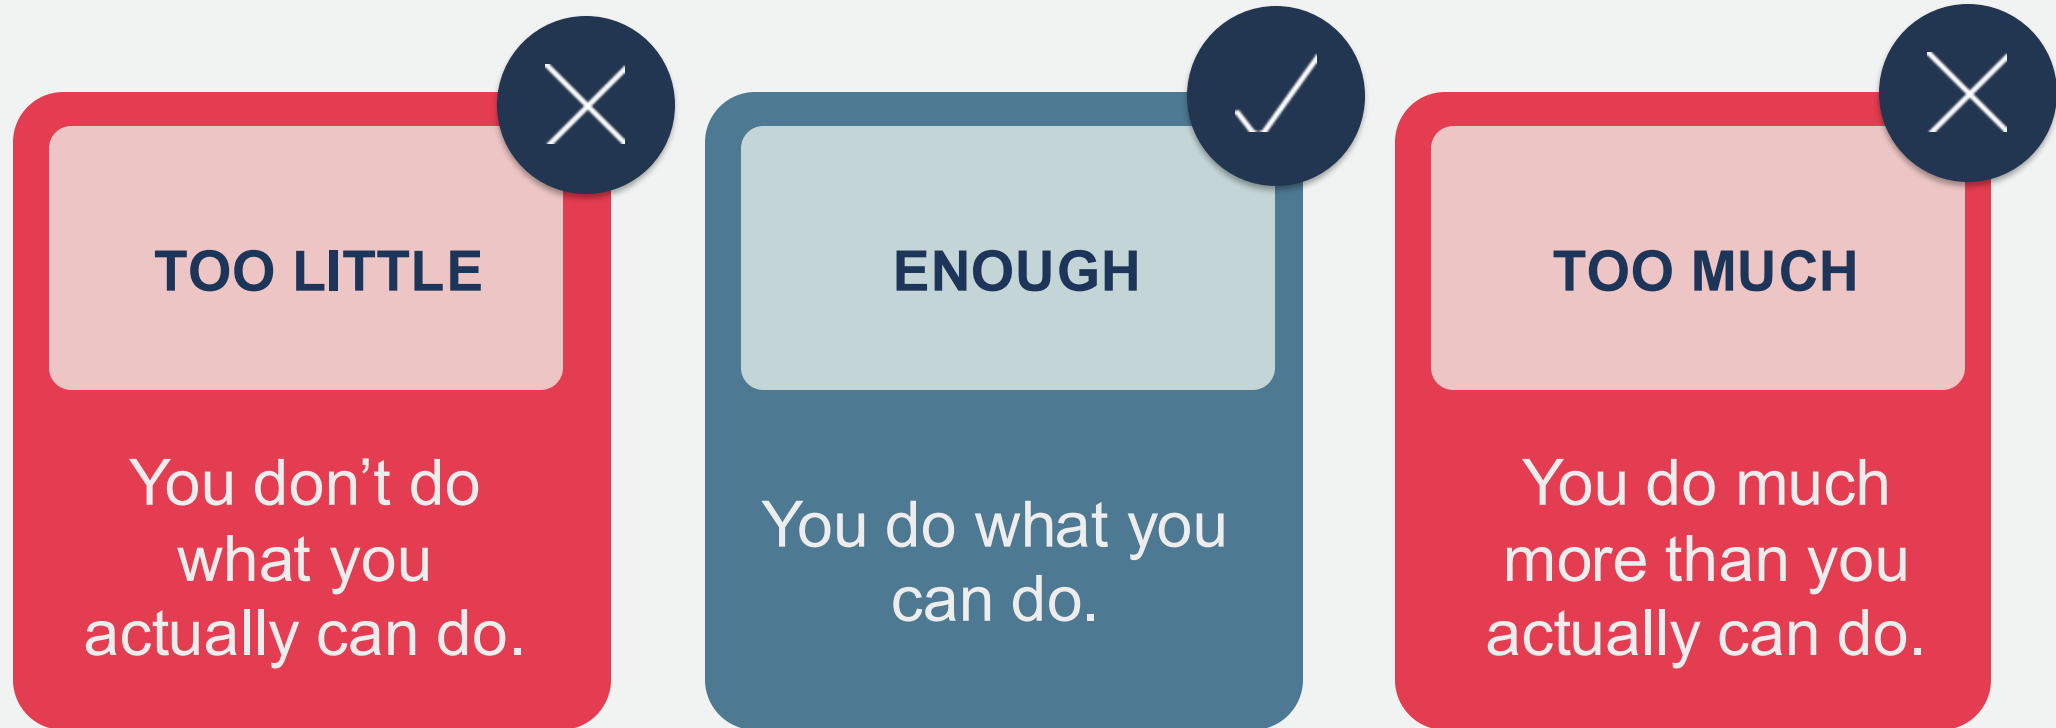 TOO LITTLE
You don’t do
what you
actually can do.
ENOUGH
You do what you
can do.
TOO MUCH
You do much
more than you
actually can do.